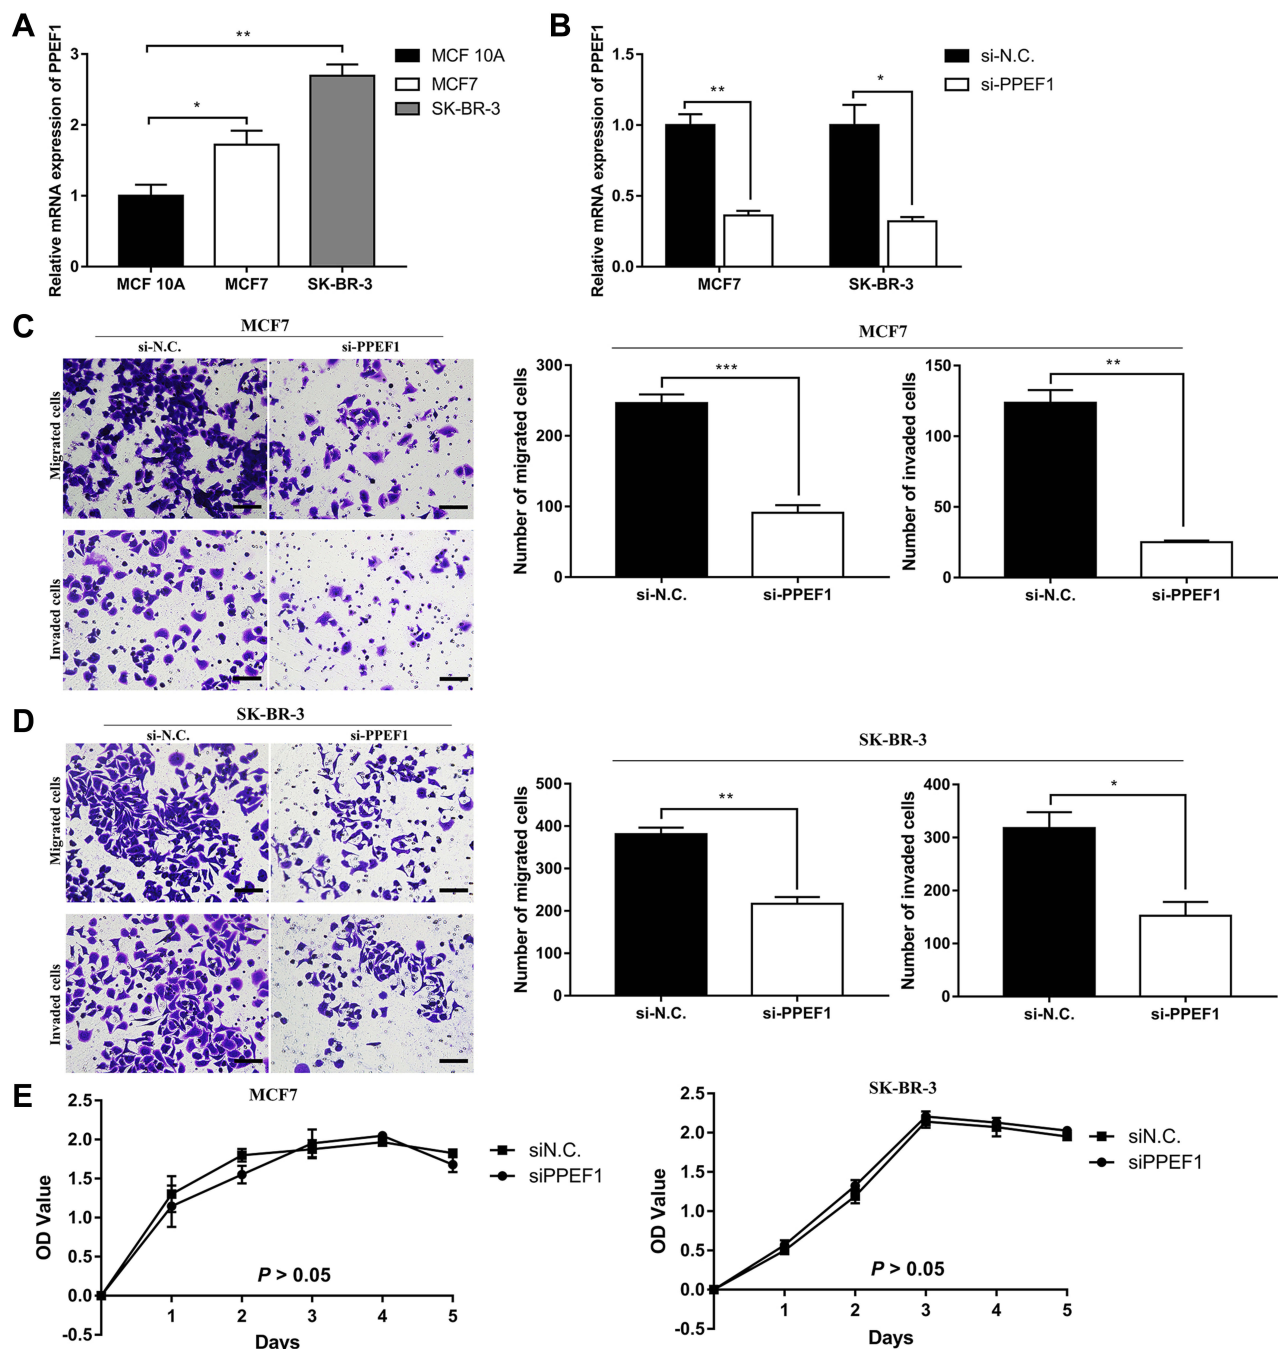 A
Relative mRNA expression of PPEF1
3
2
1
0
**
*
MCF 10A
MCF7
SK-BR-3
MCF 10A
MCF7
SK-BR-3
B
Relative mRNA expression of PPEF1
1.5
1.0
0.5
0.0
**
*
MCF7
SK-BR-3
si-N.C.
si-PPEF1
C
MCF7
si-N.C.
si-PPEF1
Migrated cells
Invaded cells
MCF7
Number of migrated cells
300
200
100
0
***
si-N.C.
si-PPEF1
Number of invaded cells
150
100
50
0
**
si-N.C.
si-PPEF1
D
SK-BR-3
si-N.C.
si-PPEF1
Migrated cells
Invaded cells
SK-BR-3
Number of migrated cells
500
400
300
200
100
0
**
si-N.C.
si-PPEF1
Number of invaded cells
400
300
200
100
0
*
si-N.C.
si-PPEF1
E
MCF7
OD Value
2.5
2.0
1.5
1.0
0.5
0.0
-0.5
P > 0.05
1 2 3 4 5
Days
siN.C.
siPPEF1
SK-BR-3
OD Value
2.5
2.0
1.5
1.0
0.5
0.0
-0.5
P > 0.05
1 2 3 4 5
Days
siN.C.
siPPEF1